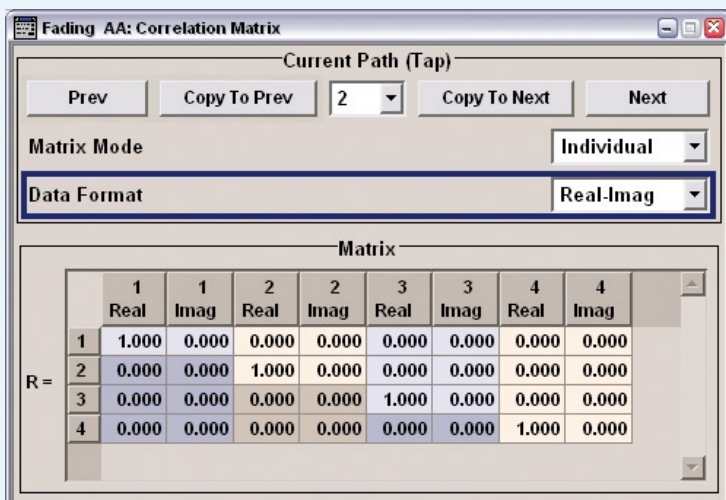 Fading AA: Correlation Matrix
Current Path (Tap)
Prev Copy To Prev 2 Copy To Next Next
Matrix Mode Individual
Data Format Real-Imag
Matrix
1 1 2 2 3 3 4 4
Real Imag Real Imag Real Imag Real Imag
1 1.000 0.000 0.000 0.000 0.000 0.000 0.000 0.000
R = 2 0.000 0.000 1.000 0.000 0.000 0.000 0.000 0.000
3 0.000 0.000 0.000 0.000 1.000 0.000 0.000 0.000
4 0.000 0.000 0.000 0.000 0.000 0.000 1.000 0.000